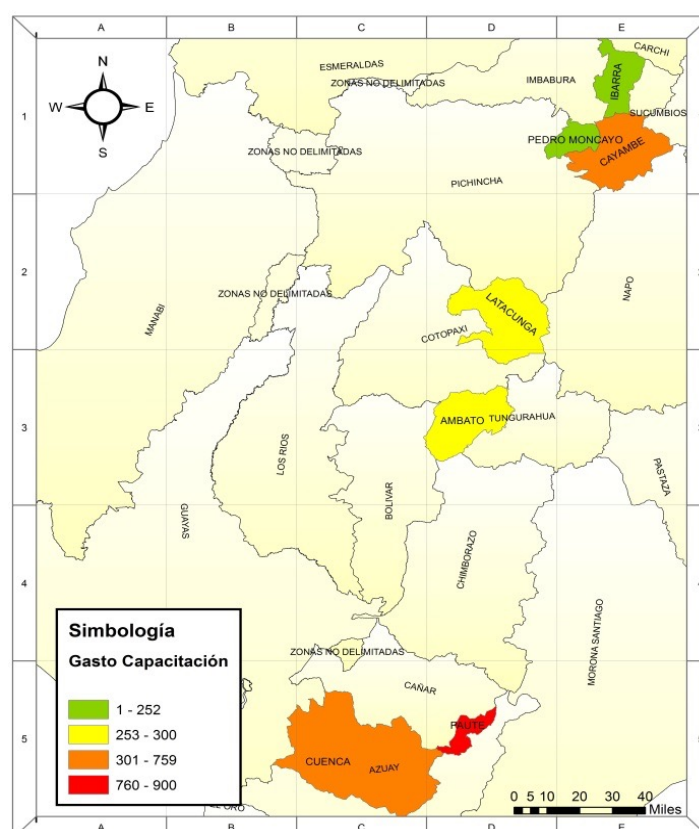 A B C D E
N
W E
S
CARCHI
ESMERALDAS
ZONAS NO DELIMITADAS
IMBABURA
IBARRA
1
SUCUMBIOS
PEDRO MONCAYO
ZONAS NO DELIMITADAS
CAYAMBE
PICHINCHA
2
ZONAS NO DELIMITADAS
NAPO
LATACUNGA
MANABI
COTOPAXI
3
AMBATO
TUNGURAHUA
LOS RIOS
PASTAZA
BOLIVAR
GUAYAS
CHIMBORAZO
4
MORONA SANTIAGO
ZONAS NO DELIMITADAS
CAÑAR
PAUTE
5
CUENCA
AZUAY
EL ORO
Simbología
Gasto Capacitación
1 - 252
253 - 300
301 - 759
760 - 900
0 5 10 20 30 40
Miles
A B C D E